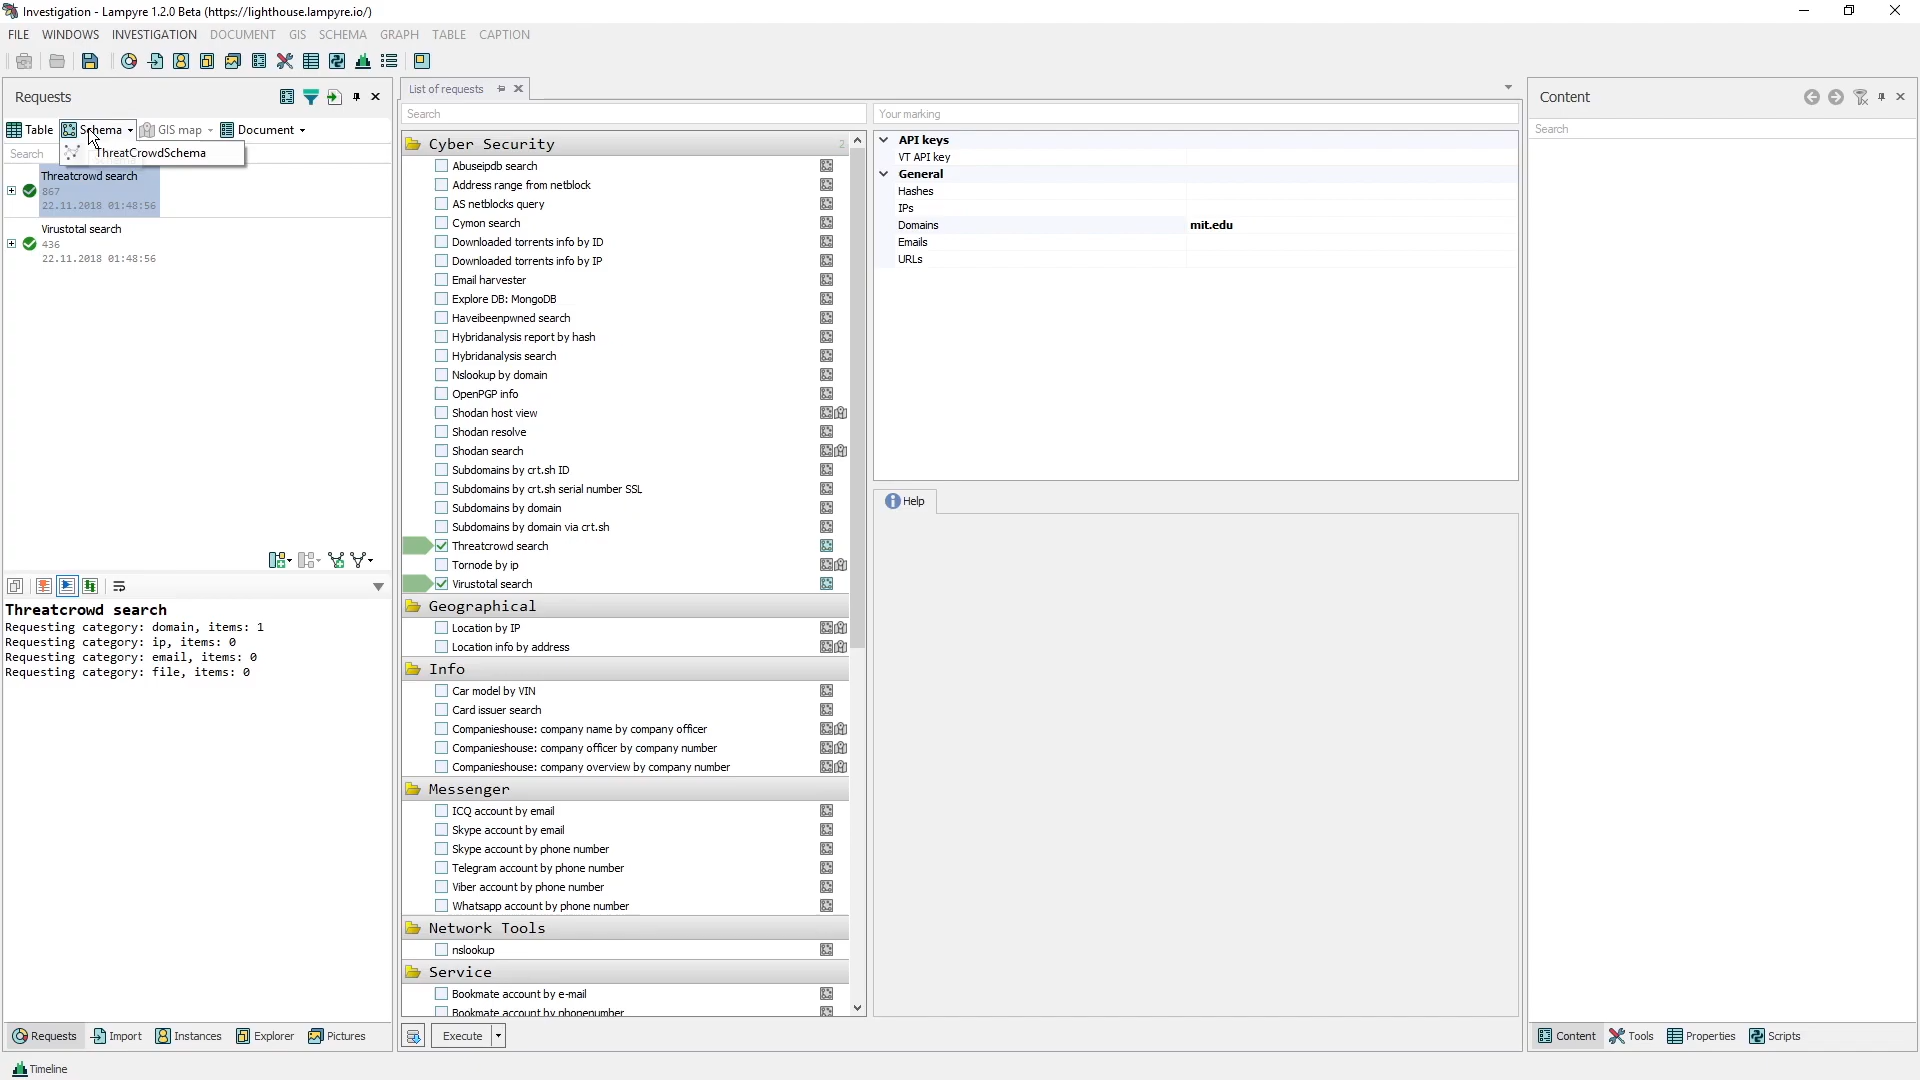 Investigation - Lampyre 1.2.0 Beta (https://lighthouse.lampyre.io/)
FILE WINDOWS INVESTIGATION DOCUMENT GIS SCHEMA GRAPH TABLE CAPTION
Requests
Table Schema GIS map Document
Search
ThreatCrowdSchema
Threatcrowd search
867
22.11.2018 01:48:56
Virustotal search
436
22.11.2018 01:48:56
Threatcrowd search
Requesting category: domain, items: 1
Requesting category: ip, items: 0
Requesting category: email, items: 0
Requesting category: file, items: 0
Requests Import Instances Explorer Pictures
Timeline
List of requests
Search
Cyber Security 2
Abuseipdb search
Address range from netblock
AS netblocks query
Cymon search
Downloaded torrents info by ID
Downloaded torrents info by IP
Email harvester
Explore DB: MongoDB
Haveibeenpwned search
Hybridanalysis report by hash
Hybridanalysis search
Nslookup by domain
OpenPGP info
Shodan host view
Shodan resolve
Shodan search
Subdomains by crt.sh ID
Subdomains by crt.sh serial number SSL
Subdomains by domain
Subdomains by domain via crt.sh
Threatcrowd search
Tornode by ip
Virustotal search
Geographical
Location by IP
Location info by address
Info
Car model by VIN
Card issuer search
Companieshouse: company name by company officer
Companieshouse: company officer by company number
Companieshouse: company overview by company number
Messenger
ICQ account by email
Skype account by email
Skype account by phone number
Telegram account by phone number
Viber account by phone number
Whatsapp account by phone number
Network Tools
nslookup
Service
Bookmate account by e-mail
Bookmate account by phonenumber
Execute
Your marking
API keys
VT API key
General
Hashes
IPs
Domains mit.edu
Emails
URLs
Help
Content
Search
Content Tools Properties Scripts